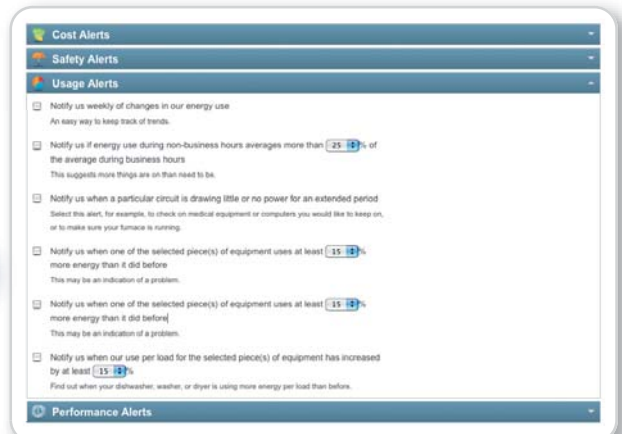 Cost Alerts
Safety Alerts
Usage Alerts
Notify us weekly of changes in our energy use
An easy way to keep track of trends.
Notify us if energy use during non-business hours averages more than 25 % of
the average during business hours
This suggests more things are on than need to be.
Notify us when a particular circuit is drawing little or no power for an extended period
Select this alert, for example, to check on medical equipment or computers you would like to keep on,
or to make sure your furnace is running.
Notify us when one of the selected piece(s) of equipment uses at least 15 %
more energy than it did before
This may be an indication of a problem.
Notify us when one of the selected piece(s) of equipment uses at least 15 %
more energy than it did before
This may be an indication of a problem.
Notify us when our use per load for the selected piece(s) of equipment has increased
by at least 15 %
Find out when your dishwasher, washer, or dryer is using more energy per load than before.
Performance Alerts